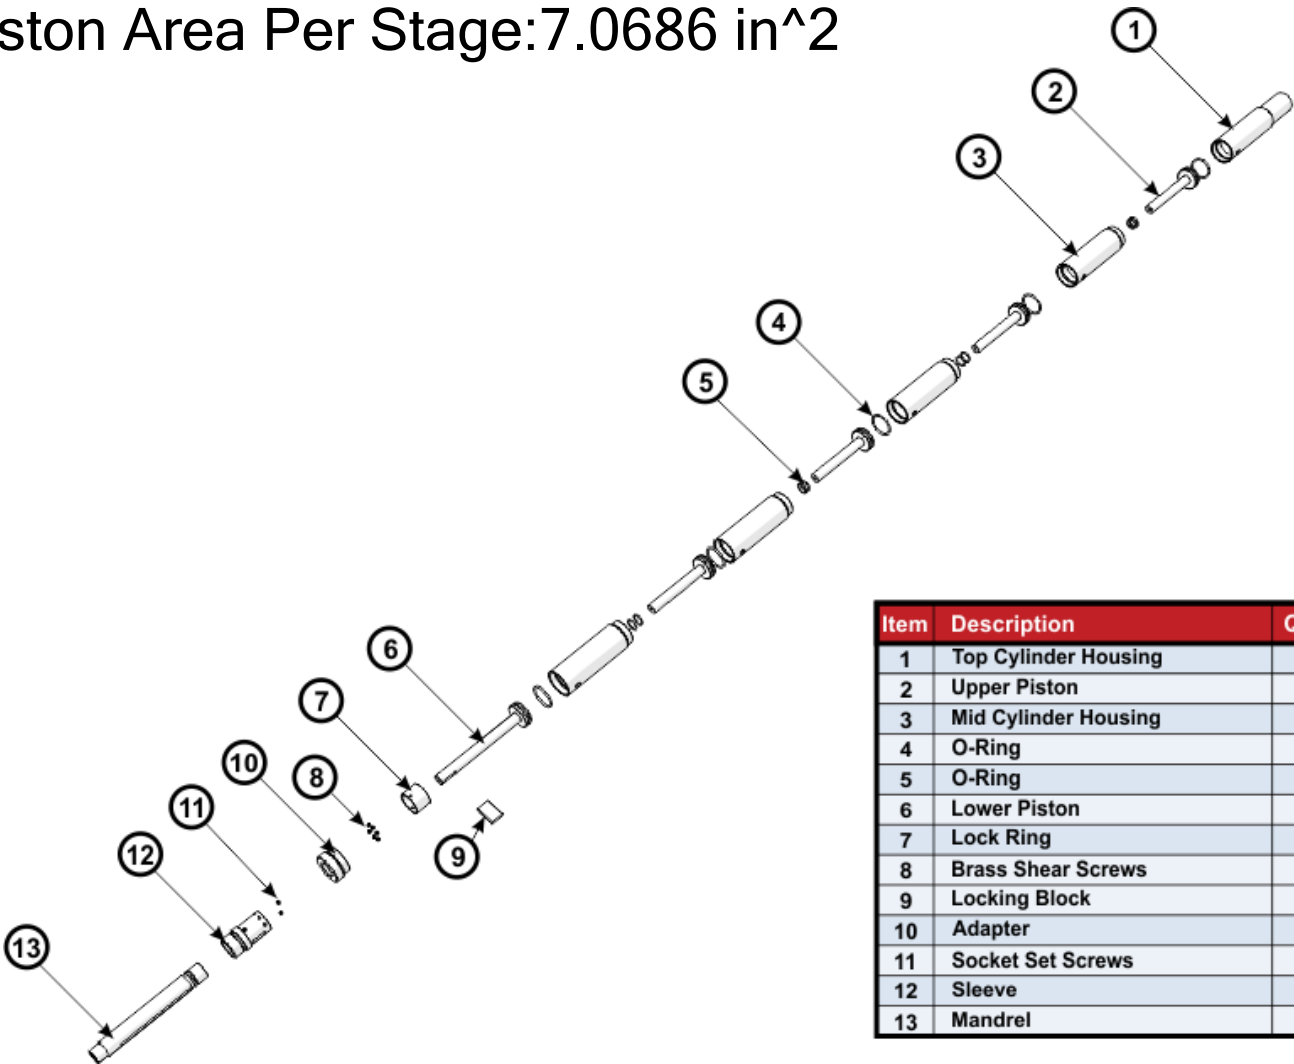 ston Area Per Stage:7.0686 in^2
1
2
3
4
5
6
7
8
9
10
11
12
13
Item Description Q
1 Top Cylinder Housing
2 Upper Piston
3 Mid Cylinder Housing
4 O-Ring
5 O-Ring
6 Lower Piston
7 Lock Ring
8 Brass Shear Screws
9 Locking Block
10 Adapter
11 Socket Set Screws
12 Sleeve
13 Mandrel